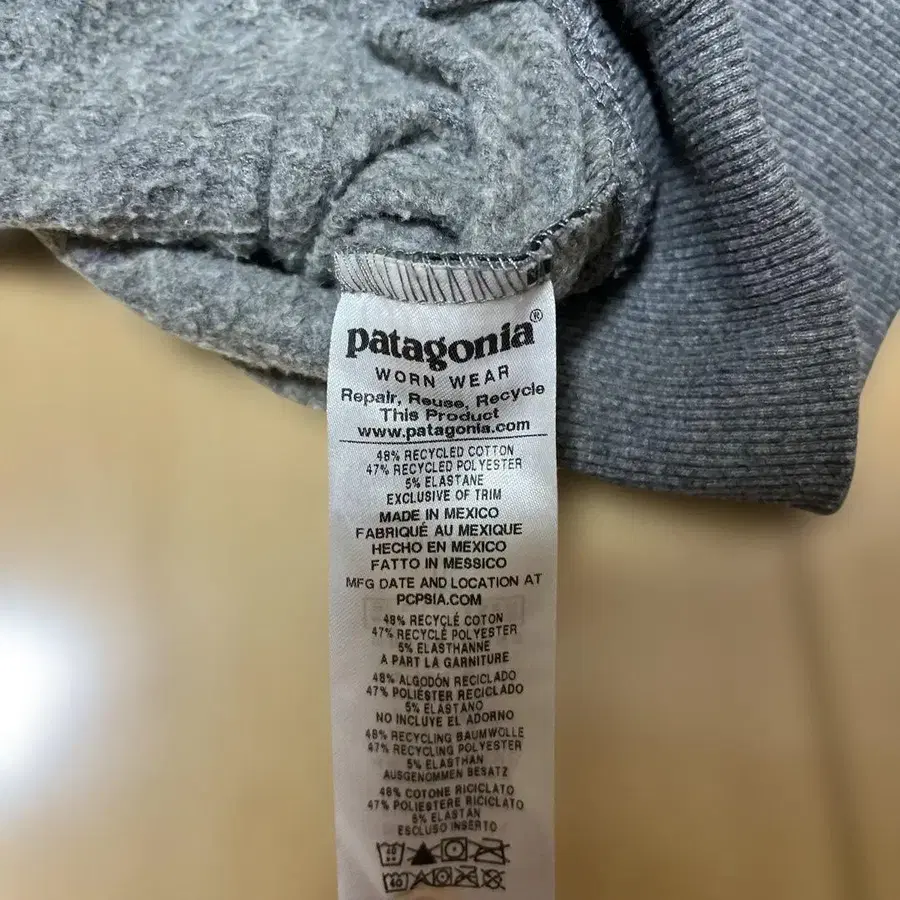 patagonia®
WORN WEAR
Repair, Reuse, Recycle
This Product
www.patagonia.com
48% RECYCLED COTTON
47% RECYCLED POLYESTER
5% ELASTANE
EXCLUSIVE OF TRIM
MADE IN MEXICO
FABRIQUÉ AU MEXIQUE
HECHO EN MEXICO
FATTO IN MESSICO
MFG DATE AND LOCATION AT
PCPSIA.COM
48% RECYCLÉ COTON
47% RECYCLÉ POLYESTER
5% ELASTHANNE
A PART LA GARNITURE
48% ALGODÓN RECICLADO
47% POLIÉSTER RECICLADO
5% ELASTANO
NO INCLUYE EL ADORNO
48% RECYCLING BAUMWOLLE
47% RECYCLING POLYESTER
5% ELASTHAN
AUSGENOMMEN BESATZ
48% COTONE RICICLATO
47% POLIESTERE RICICLATO
5% ELASTAN
ESCLUSO INSERTO
40